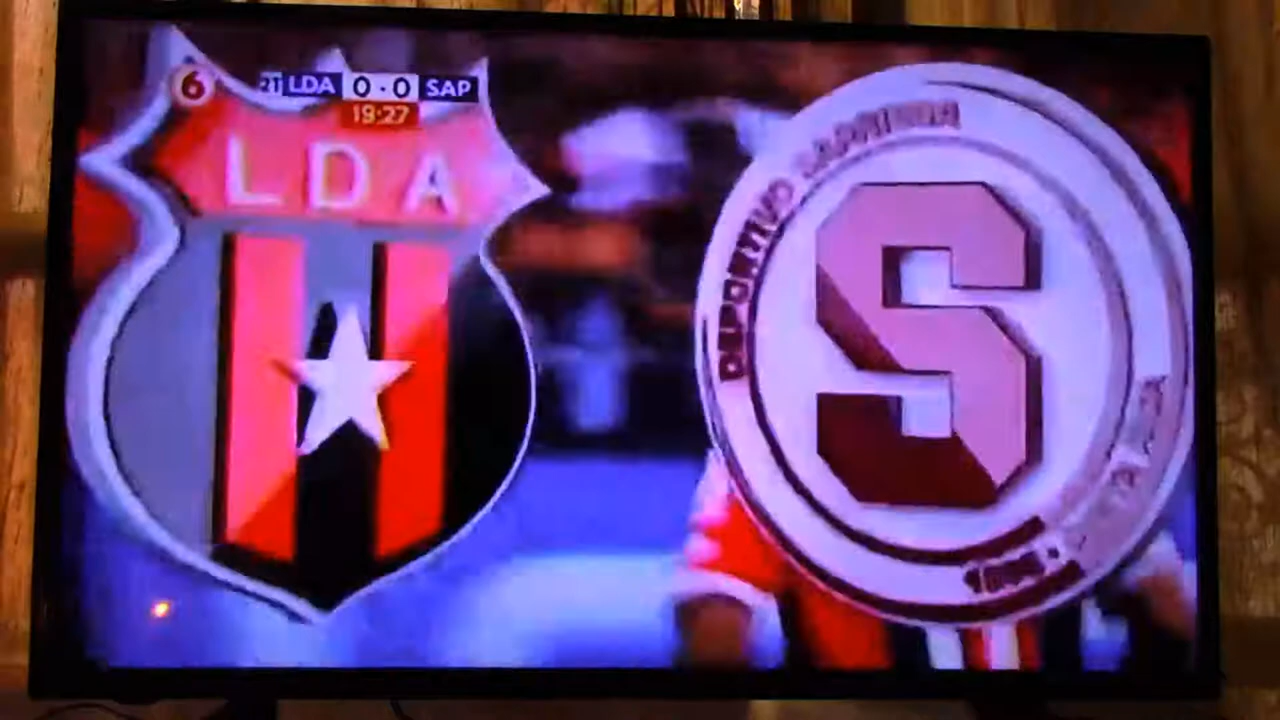 6
21 LDA 0 - 0 SAP
19:27
LDA
DEPORTIVO SAPRISSA
S